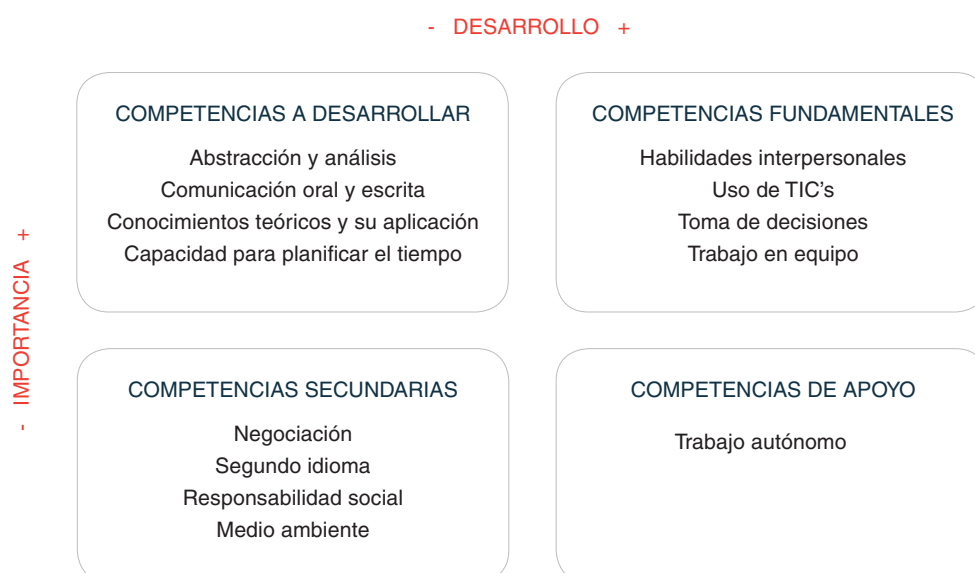 - DESARROLLO +
- IMPORTANCIA +
COMPETENCIAS A DESARROLLAR
Abstracción y análisis
Comunicación oral y escrita
Conocimientos teóricos y su aplicación
Capacidad para planificar el tiempo
COMPETENCIAS FUNDAMENTALES
Habilidades interpersonales
Uso de TIC's
Toma de decisiones
Trabajo en equipo
COMPETENCIAS SECUNDARIAS
Negociación
Segundo idioma
Responsabilidad social
Medio ambiente
COMPETENCIAS DE APOYO
Trabajo autónomo